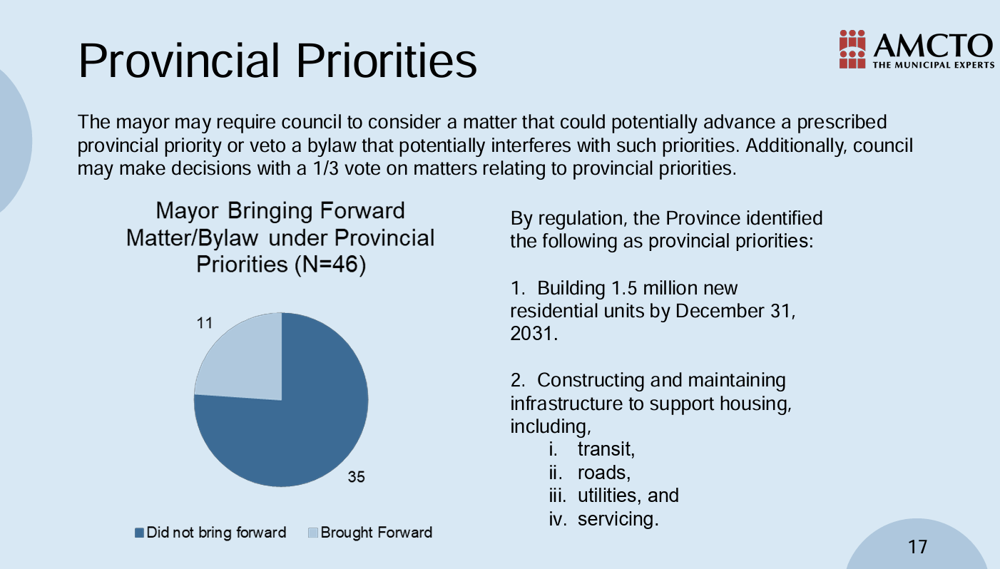 Provincial Priorities
AMCTO
THE MUNICIPAL EXPERTS
The mayor may require council to consider a matter that could potentially advance a prescribed
provincial priority or veto a bylaw that potentially interferes with such priorities. Additionally, council
may make decisions with a 1/3 vote on matters relating to provincial priorities.
Mayor Bringing Forward
Matter/Bylaw under Provincial
Priorities (N=46)
11
35
Did not bring forward
Brought Forward
By regulation, the Province identified
the following as provincial priorities:
1. Building 1.5 million new
residential units by December 31,
2031.
2. Constructing and maintaining
infrastructure to support housing,
including,
i. transit,
ii. roads,
iii. utilities, and
iv. servicing.
17